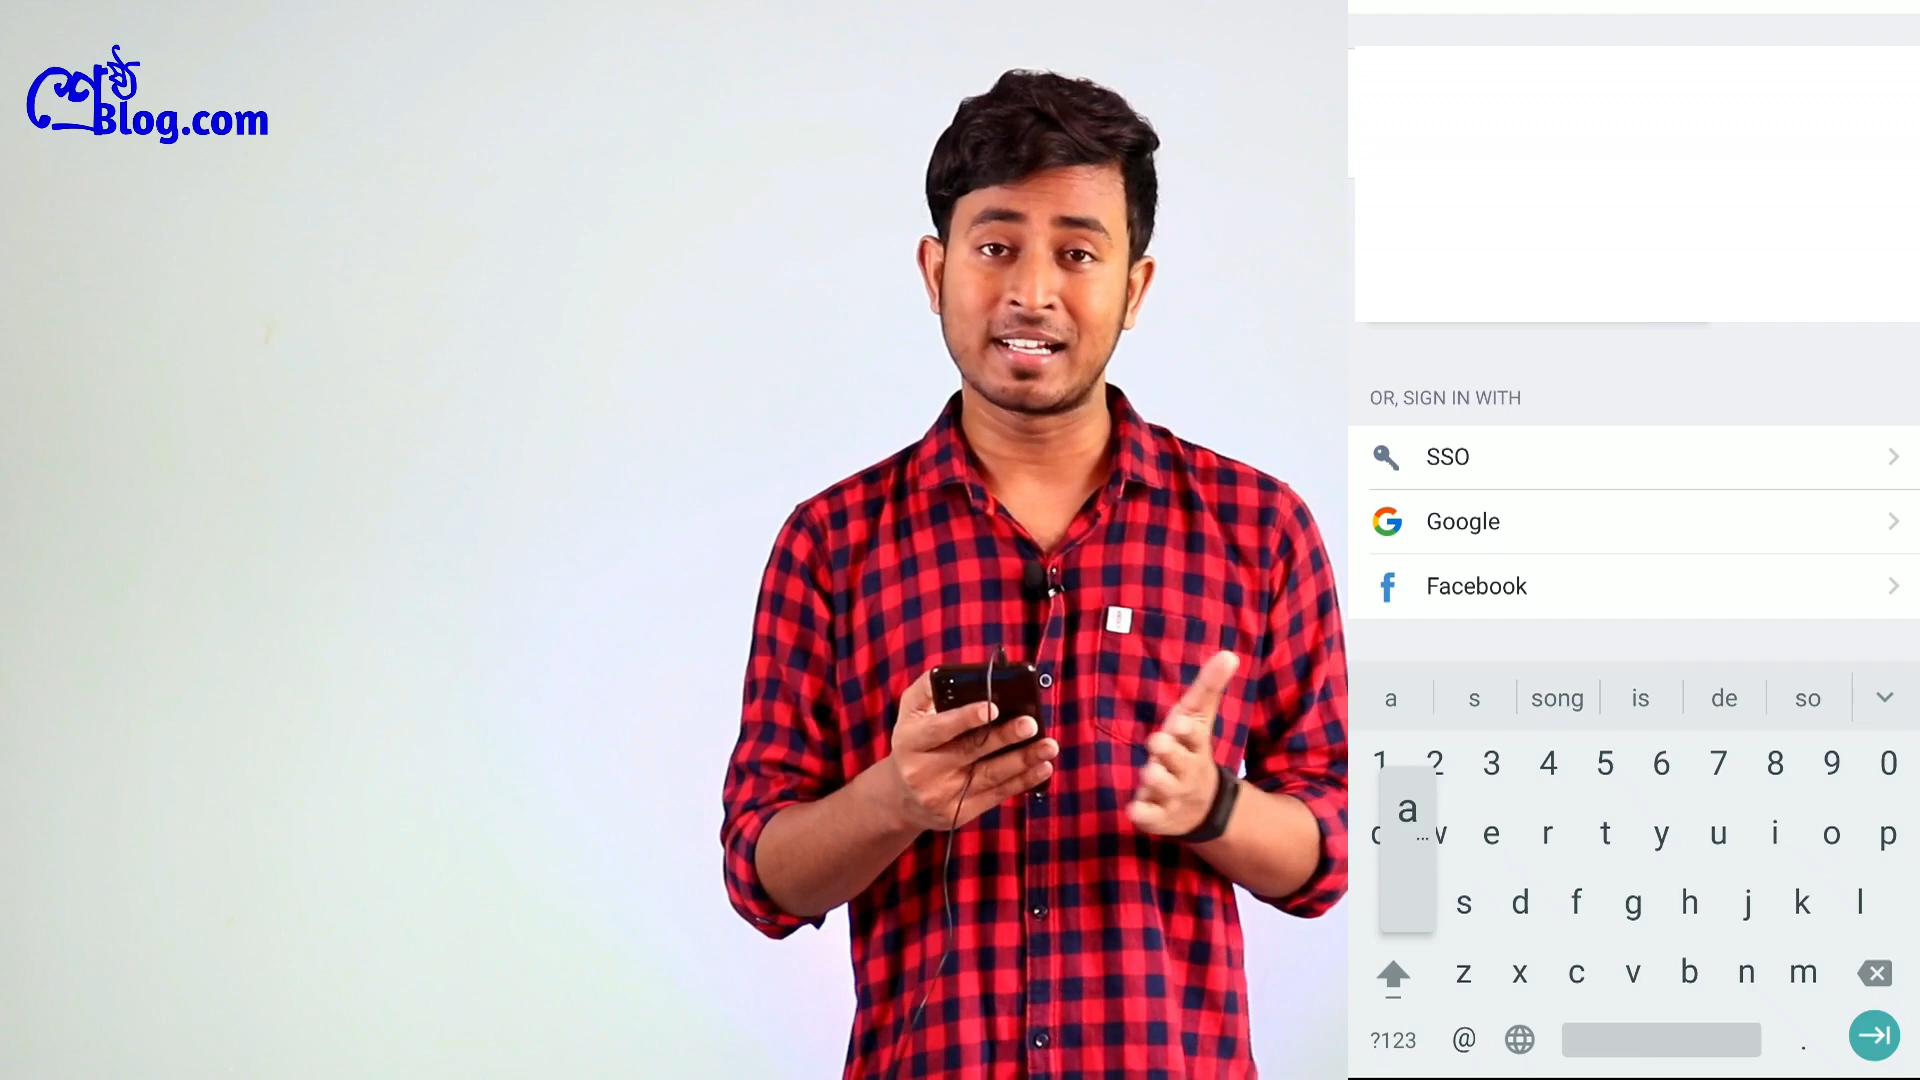 শ্রেষ্ঠ
Blog.com
OR, SIGN IN WITH
SSO
Google
Facebook
a s song is de so
1 2 3 4 5 6 7 8 9 0
a
... w e r t y u i o p
s d f g h j k l
z x c v b n m
?123 @ .